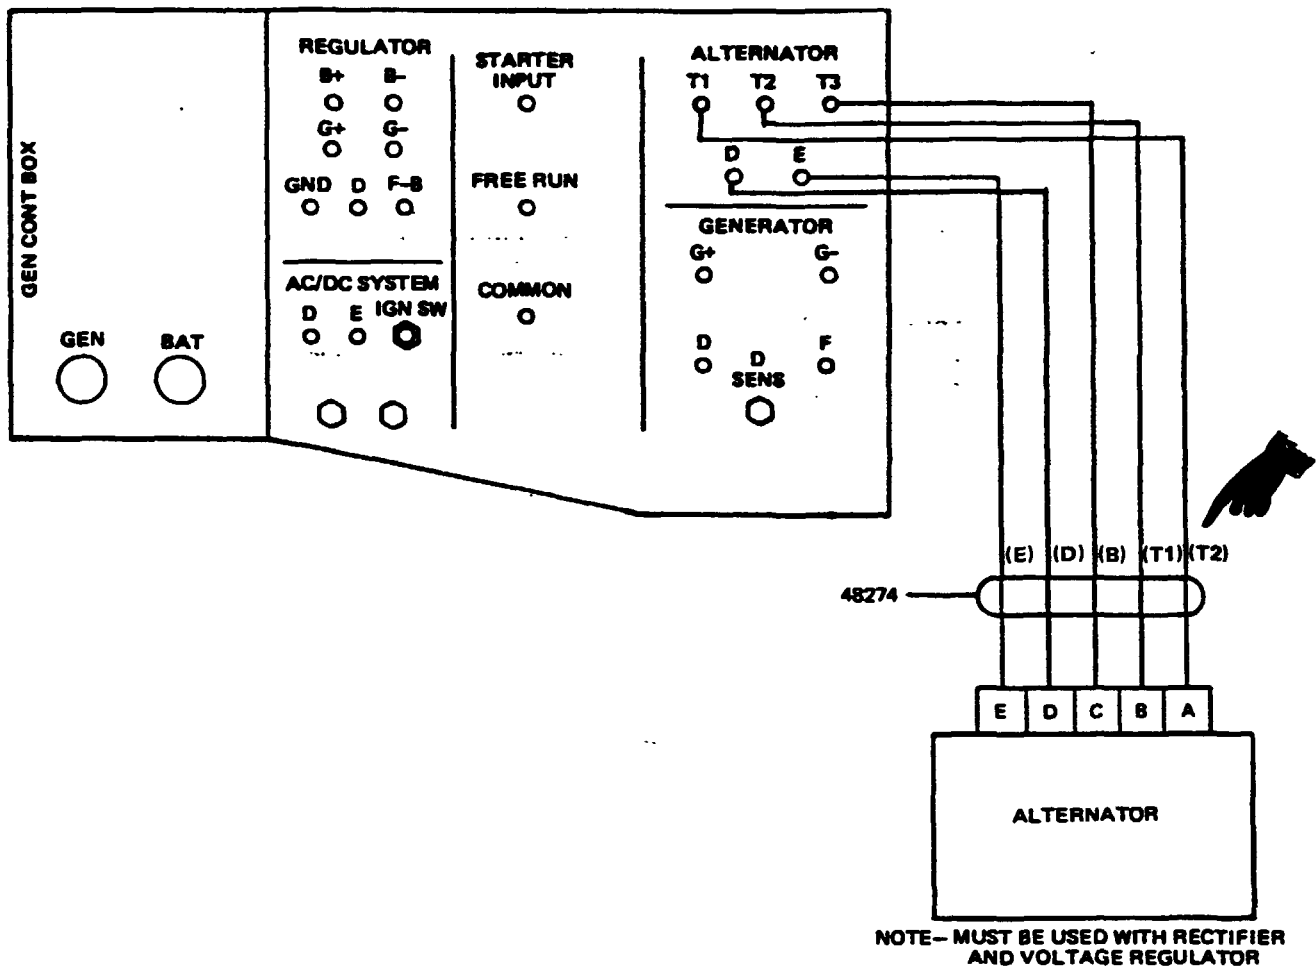 GEN CONT BOX
GEN
BAT
REGULATOR
B+ B-
G+ G-
GND D F-B
AC/DC SYSTEM
D E IGN SW
STARTER
INPUT
FREE RUN
COMMON
ALTERNATOR
T1 T2 T3
D E
GENERATOR
G+ G-
D F
D
SENS
(E) (D) (B) (T1) (T2)
48274
E D C B A
ALTERNATOR
NOTE- MUST BE USED WITH RECTIFIER
AND VOLTAGE REGULATOR